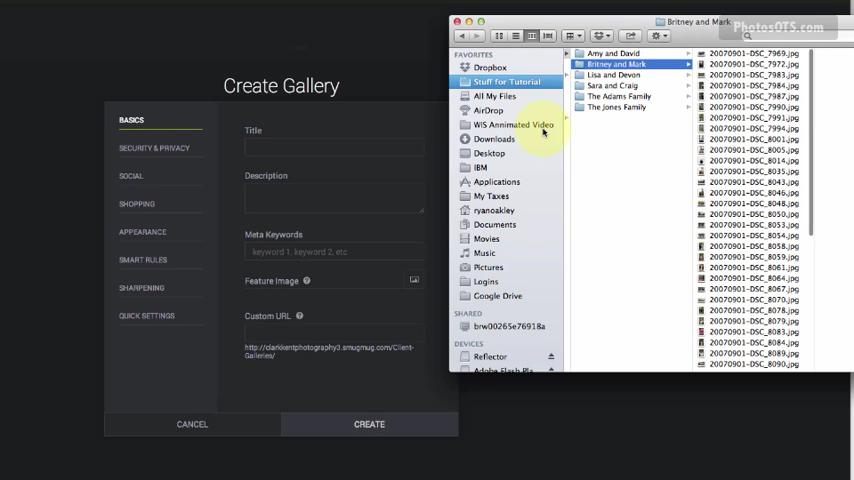 Britney and Mark
PhotosOTS.com
FAVORITES
Dropbox
Stuff for Tutorial
All My Files
AirDrop
WIS Annimated Video
Downloads
Desktop
IBM
Applications
My Taxes
ryanoakley
Documents
Movies
Music
Pictures
Logins
Google Drive
SHARED
brw00265e76918a
DEVICES
Reflector
Adobe Flash Pla
Amy and David
Britney and Mark
Lisa and Devon
Sara and Craig
The Adams Family
The Jones Family
20070901-DSC_7969.jpg
20070901-DSC_7972.jpg
20070901-DSC_7983.jpg
20070901-DSC_7984.jpg
20070901-DSC_7986.jpg
20070901-DSC_7990.jpg
20070901-DSC_7991.jpg
20070901-DSC_7994.jpg
20070901-DSC_8001.jpg
20070901-DSC_8005.jpg
20070901-DSC_8014.jpg
20070901-DSC_8035.jpg
20070901-DSC_8043.jpg
20070901-DSC_8046.jpg
20070901-DSC_8048.jpg
20070901-DSC_8050.jpg
20070901-DSC_8053.jpg
20070901-DSC_8054.jpg
20070901-DSC_8058.jpg
20070901-DSC_8059.jpg
20070901-DSC_8061.jpg
20070901-DSC_8064.jpg
20070901-DSC_8067.jpg
20070901-DSC_8070.jpg
20070901-DSC_8078.jpg
20070901-DSC_8079.jpg
20070901-DSC_8083.jpg
20070901-DSC_8084.jpg
20070901-DSC_8089.jpg
20070901-DSC_8090.jpg
Create Gallery
BASICS
SECURITY & PRIVACY
SOCIAL
SHOPPING
APPEARANCE
SMART RULES
SHARPENING
QUICK SETTINGS
Title
Description
Meta Keywords
keyword 1, keyword 2, etc
Feature Image ?
Custom URL ?
http://clarkkentphotography3.smugmug.com/Client-
Galleries/
CANCEL
CREATE